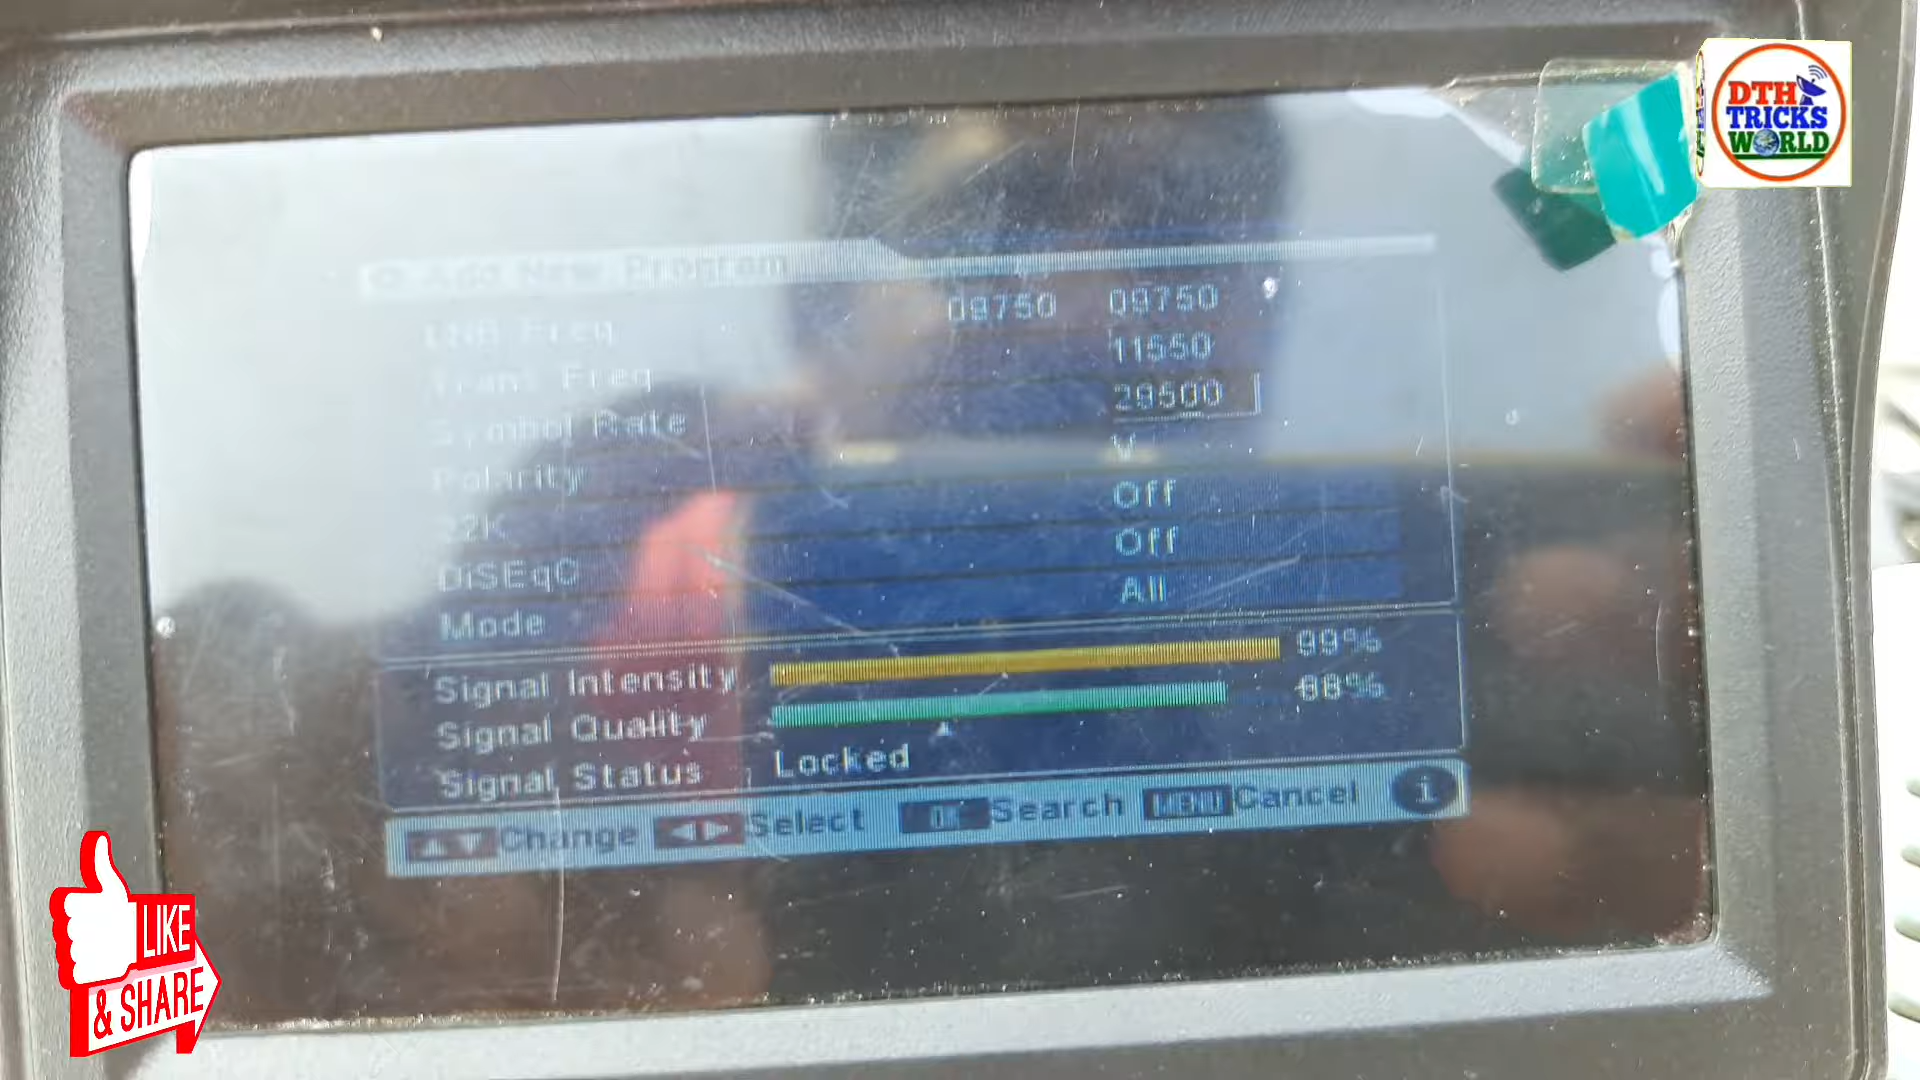 DTH
TRICKS
WORLD
Add New Program
LNB Freq 09750 09750
Trant Freq 11550
Symbol Rate 29500
Polarity V
22K Off
DiSEqC Off
Mode All
Signal Intensity 99%
Signal Quality 88%
Signal Status Locked
Change Select OK Search MENU Cancel i
LIKE
& SHARE